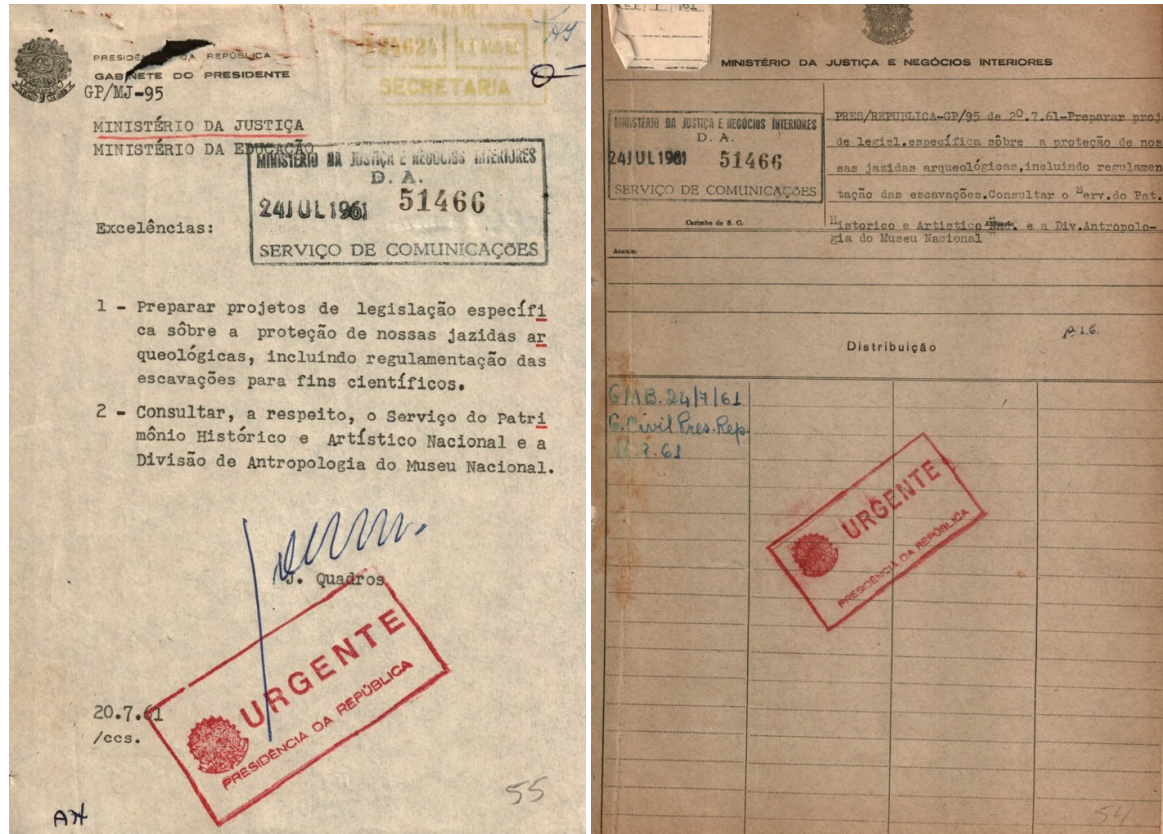 PRESIDÊNCIA DA REPÚBLICA
GABINETE DO PRESIDENTE
GP/MJ-95
SECRETARIA
MINISTÉRIO DA JUSTIÇA
MINISTÉRIO DA EDUCAÇÃO
MINISTÉRIO DA JUSTIÇA E NEGÓCIOS INTERIORES
D. A.
24 JUL 1961 51466
SERVIÇO DE COMUNICAÇÕES
Excelências:
1 - Preparar projetos de legislação específi
ca sôbre a proteção de nossas jazidas ar
queológicas, incluindo regulamentação das
escavações para fins científicos.
2 - Consultar, a respeito, o Serviço do Patri
mônio Histórico e Artístico Nacional e a
Divisão de Antropologia do Museu Nacional.
J. Quadros
URGENTE
PRESIDÊNCIA DA REPÚBLICA
20.7.61
/ccs.
55
MINISTÉRIO DA JUSTIÇA E NEGÓCIOS INTERIORES
MINISTÉRIO DA JUSTIÇA E NEGÓCIOS INTERIORES
D. A.
24 JUL 1961 51466
SERVIÇO DE COMUNICAÇÕES
Carimbo do S. C.
PRES/REPUBLICA-GP/95 de 20.7.61-Preparar proj
de legisl.específica sôbre a proteção de nos
sas jazidas arqueológicas,incluindo regulamen
tação das escavações.Consultar o Serv.do Pat.
Historico e Artistico e a Div.Antropolo-
gia do Museu Nacional
Anexos:
Distribuição
GAB. 24/7/61
G. Civil Pres. Rep.
URGENTE
PRESIDÊNCIA DA REPÚBLICA
54